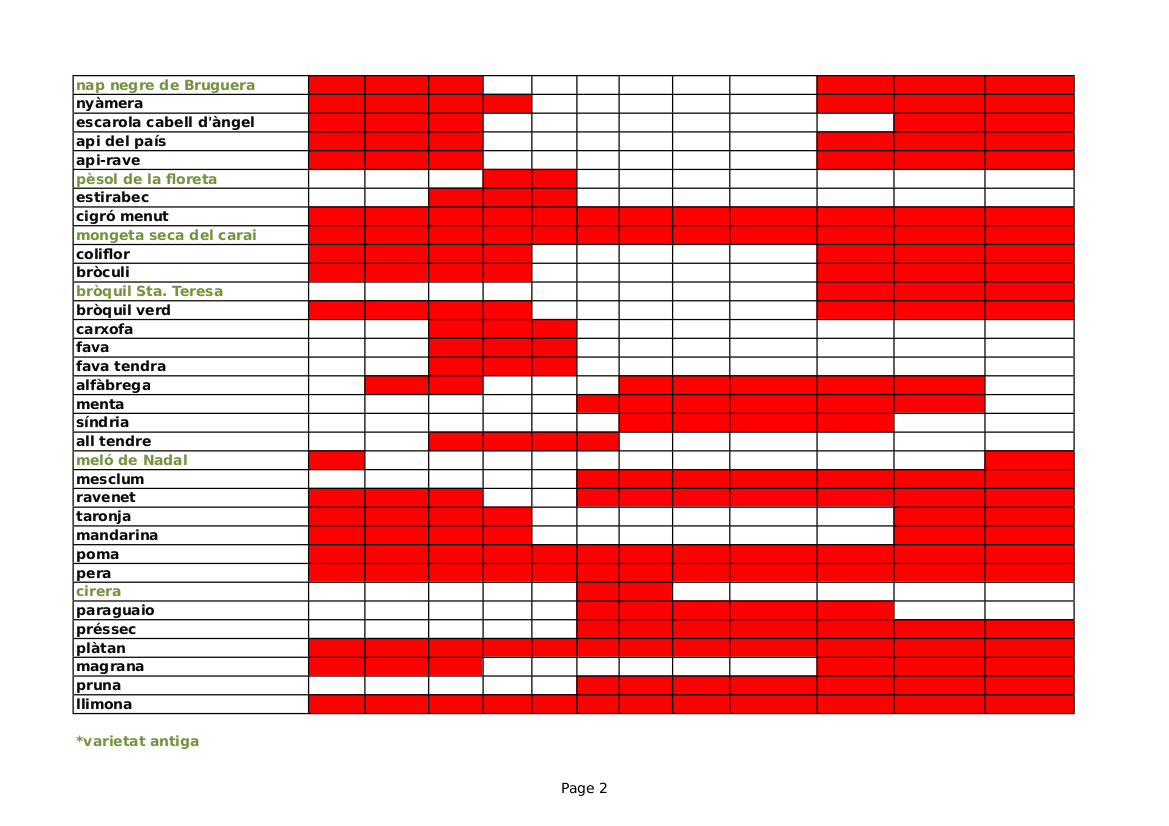 nap negre de Bruguera
nyàmera
escarola cabell d'àngel
api del país
api-rave
pèsol de la floreta
estirabec
cigró menut
mongeta seca del carai
coliflor
bròculi
bròquil Sta. Teresa
bròquil verd
carxofa
fava
fava tendra
alfàbrega
menta
síndria
all tendre
meló de Nadal
mesclum
ravenet
taronja
mandarina
poma
pera
cirera
paraguaio
préssec
plàtan
magrana
pruna
llimona
*varietat antiga
Page 2